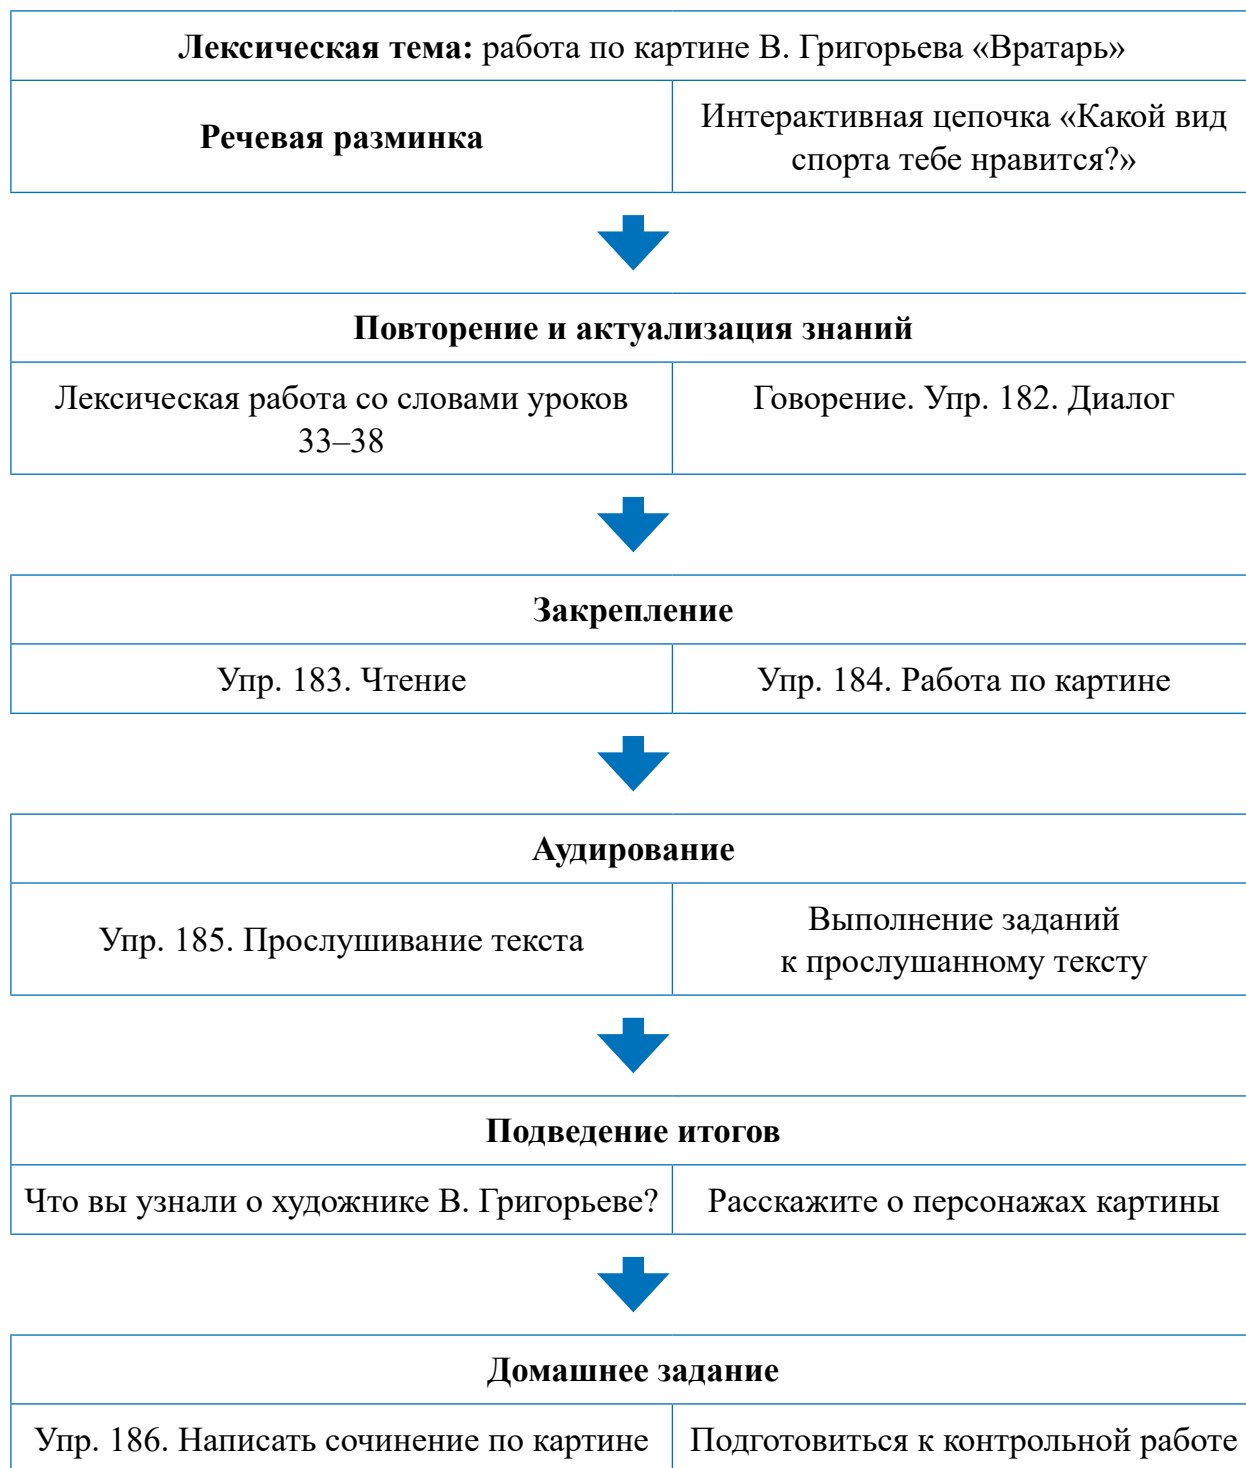 Лексическая тема: работа по картине В. Григорьева «Вратарь»
Речевая разминка
Интерактивная цепочка «Какой вид
спорта тебе нравится?»
Повторение и актуализация знаний
Лексическая работа со словами уроков
33–38
Говорение. Упр. 182. Диалог
Закрепление
Упр. 183. Чтение
Упр. 184. Работа по картине
Аудирование
Упр. 185. Прослушивание текста
Выполнение заданий
к прослушанному тексту
Подведение итогов
Что вы узнали о художнике В. Григорьеве?
Расскажите о персонажах картины
Домашнее задание
Упр. 186. Написать сочинение по картине
Подготовиться к контрольной работе